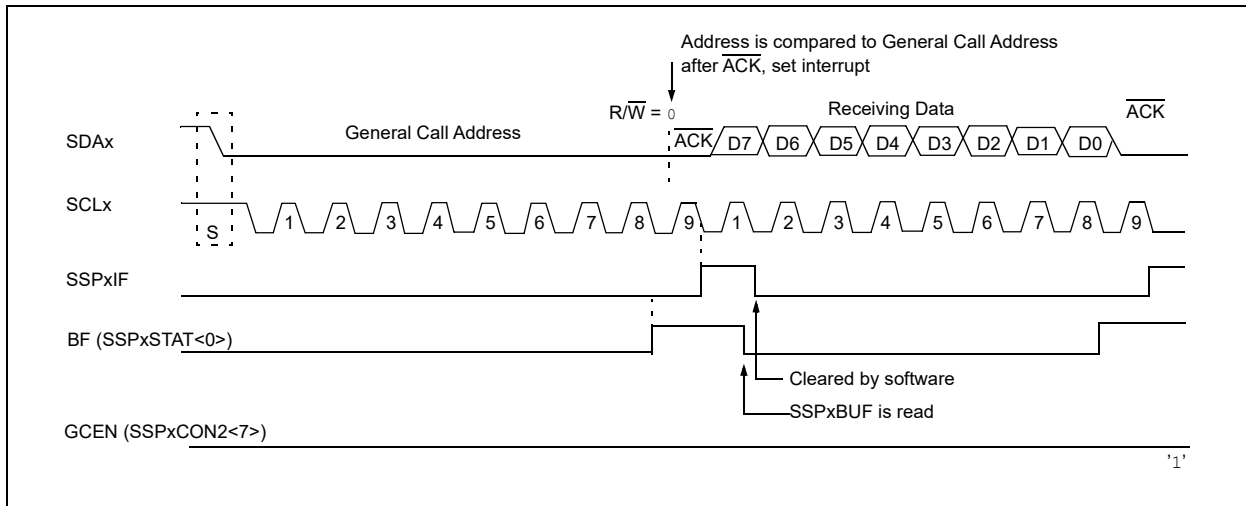 Address is compared to General Call Address
after ACK, set interrupt
R/W = 0
Receiving Data
ACK
General Call Address
SDAx
ACK D7 D6 D5 D4 D3 D2 D1 D0
SCLx
S
1 2 3 4 5 6 7 8 9 1 2 3 4 5 6 7 8 9
SSPxIF
BF (SSPxSTAT<0>)
Cleared by software
SSPxBUF is read
GCEN (SSPxCON2<7>)
'1'